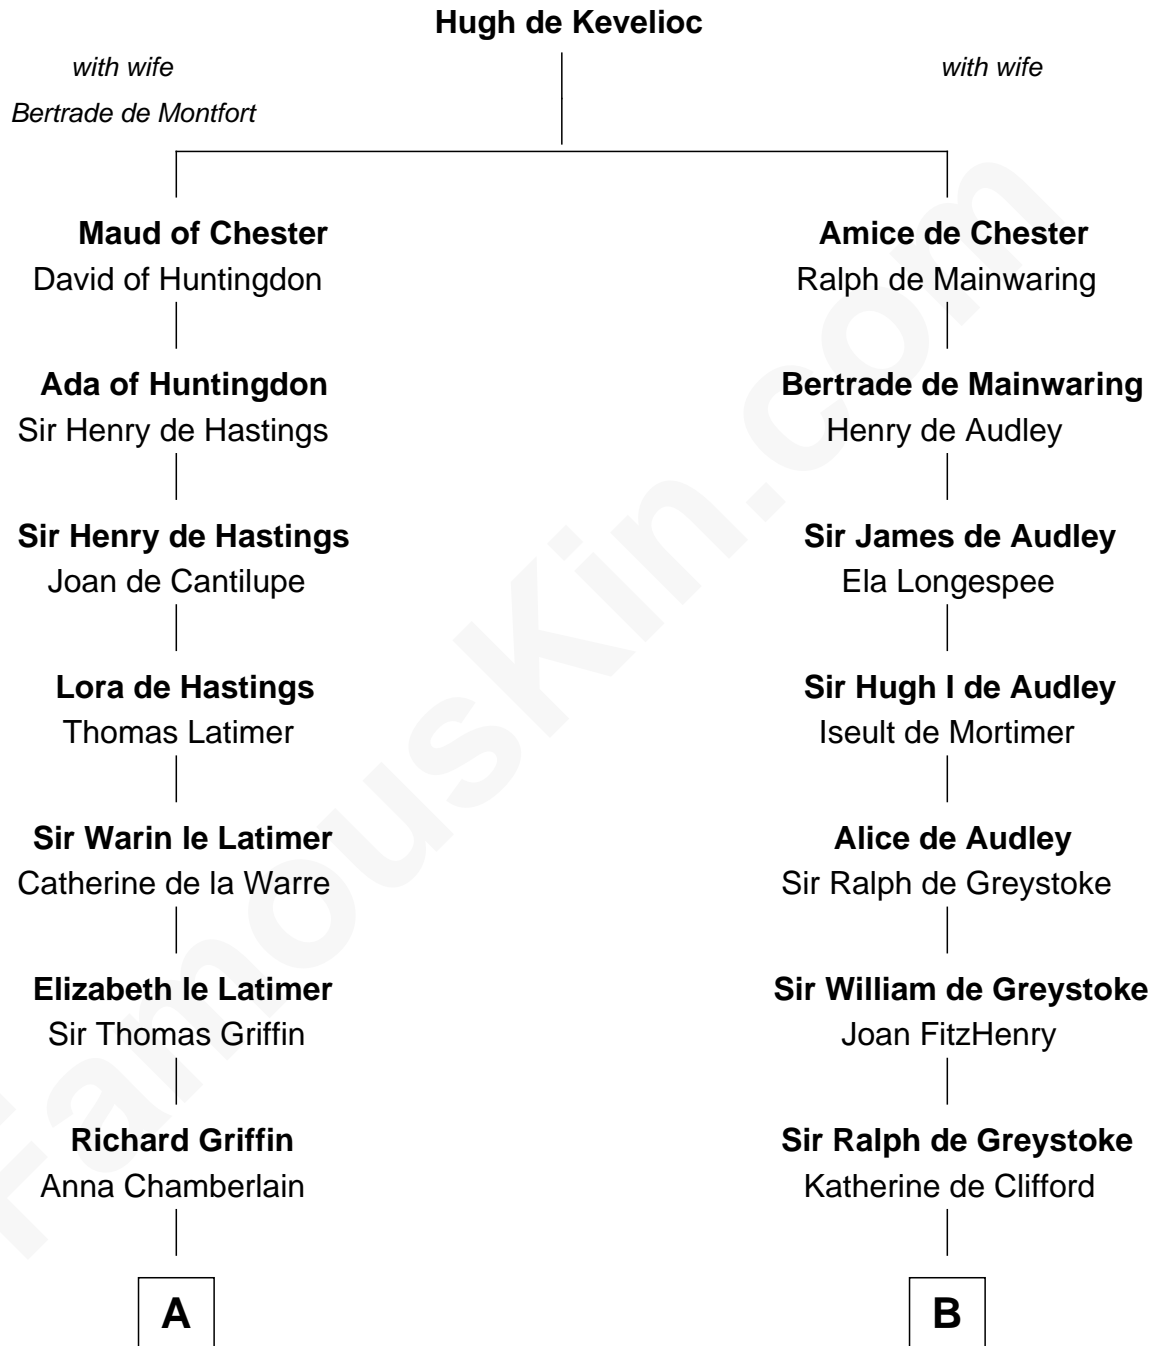 Hugh de Kevelioc
with wife
Bertrade de Montfort
with wife
Maud of Chester
David of Huntingdon
Amice de Chester
Ralph de Mainwaring
Ada of Huntingdon
Sir Henry de Hastings
Bertrade de Mainwaring
Henry de Audley
Sir Henry de Hastings
Joan de Cantilupe
Sir James de Audley
Ela Longespee
Lora de Hastings
Thomas Latimer
Sir Hugh I de Audley
Iseult de Mortimer
Sir Warin le Latimer
Catherine de la Warre
Alice de Audley
Sir Ralph de Greystoke
Elizabeth le Latimer
Sir Thomas Griffin
Sir William de Greystoke
Joan FitzHenry
Richard Griffin
Anna Chamberlain
Sir Ralph de Greystoke
Katherine de Clifford
A
B
FamousKin.com